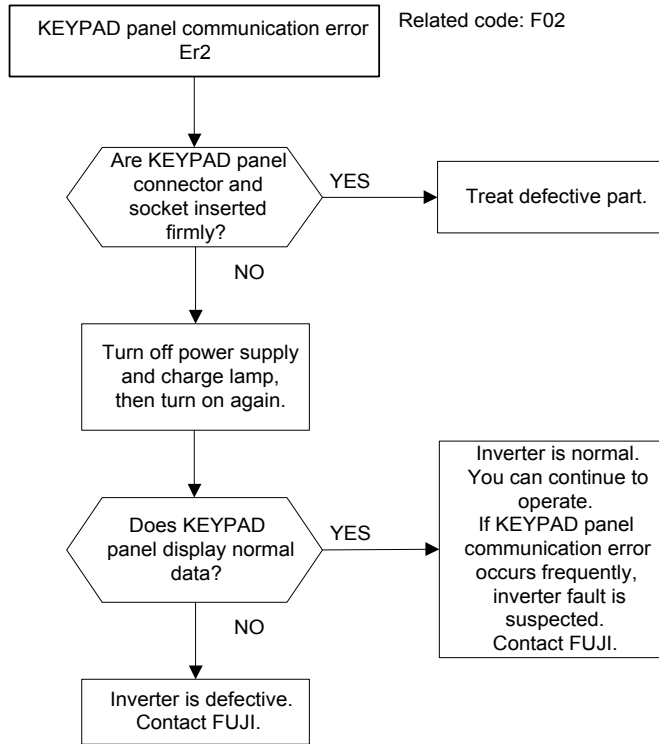 KEYPAD panel communication error
Er2
Related code: F02
Are KEYPAD panel
connector and
socket inserted
firmly?
YES
Treat defective part.
NO
Turn off power supply
and charge lamp,
then turn on again.
Does KEYPAD
panel display normal
data?
YES
Inverter is normal.
You can continue to
operate.
If KEYPAD panel
communication error
occurs frequently,
inverter fault is
suspected.
Contact FUJI.
NO
Inverter is defective.
Contact FUJI.